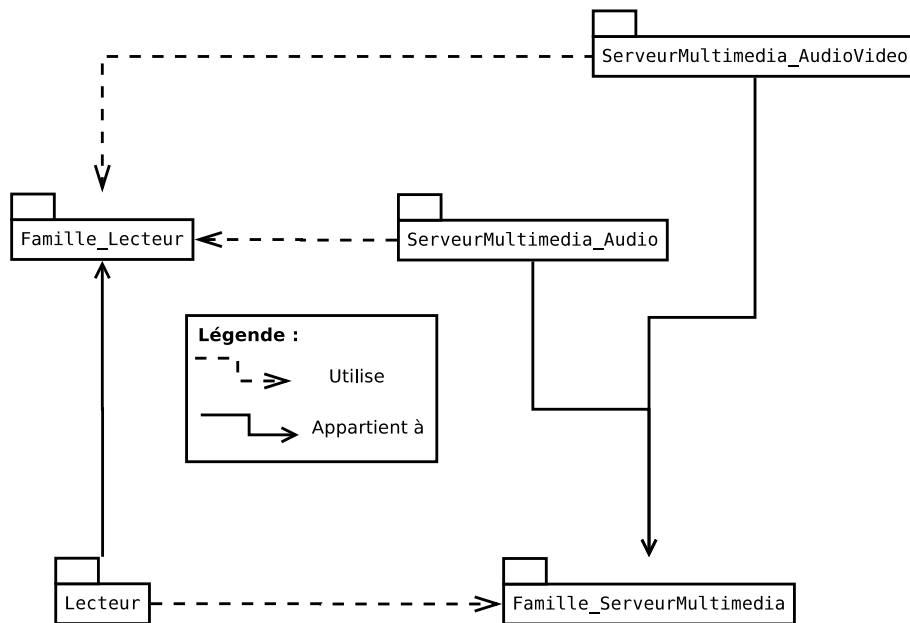 ServeurMultimedia_AudioVideo
Famille_Lecteur
ServeurMultimedia_Audio
Légende :
Utilise
Appartient à
Lecteur
Famille_ServeurMultimedia